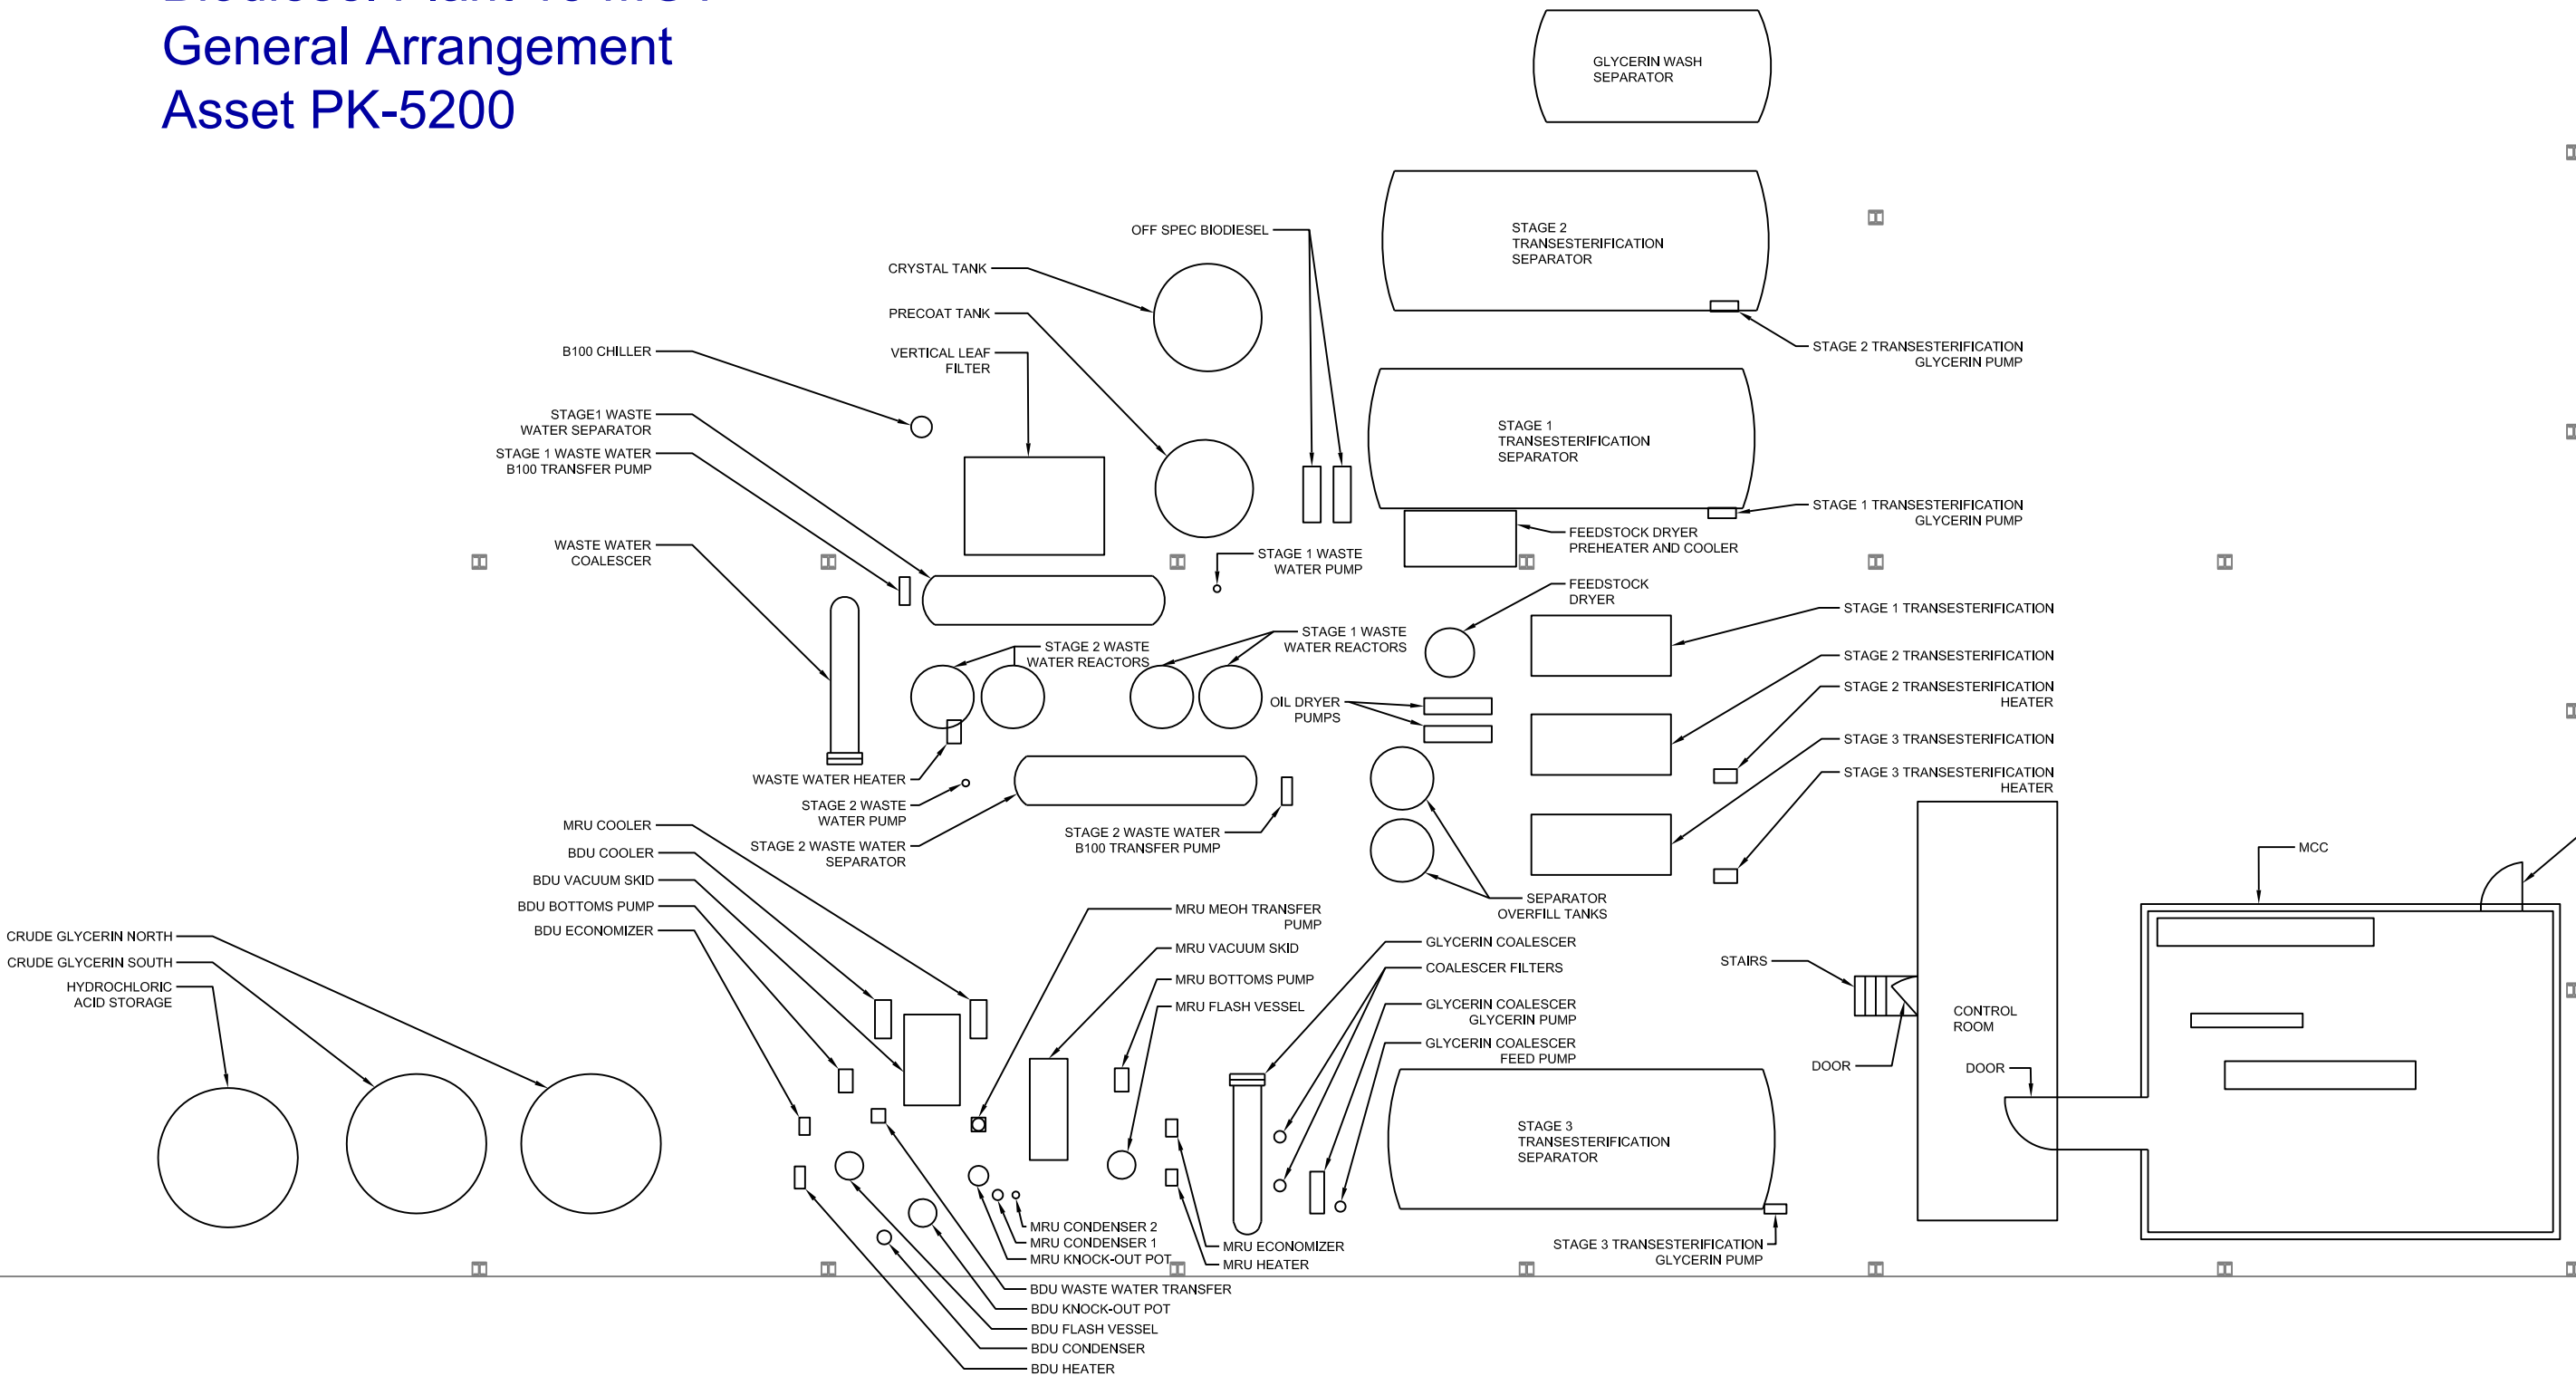 General Arrangement
Asset PK-5200
GLYCERIN WASH
SEPARATOR
OFF SPEC BIODIESEL
STAGE 2
TRANSESTERIFICATION
SEPARATOR
CRYSTAL TANK
PRECOAT TANK
B100 CHILLER
VERTICAL LEAF
FILTER
STAGE 2 TRANSESTERIFICATION
GLYCERIN PUMP
STAGE1 WASTE
WATER SEPARATOR
STAGE 1 WASTE WATER
B100 TRANSFER PUMP
STAGE 1
TRANSESTERIFICATION
SEPARATOR
STAGE 1 TRANSESTERIFICATION
GLYCERIN PUMP
WASTE WATER
COALESCER
STAGE 1 WASTE
WATER PUMP
FEEDSTOCK DRYER
PREHEATER AND COOLER
FEEDSTOCK
DRYER
STAGE 1 TRANSESTERIFICATION
STAGE 2 WASTE
WATER REACTORS
STAGE 1 WASTE
WATER REACTORS
STAGE 2 TRANSESTERIFICATION
STAGE 2 TRANSESTERIFICATION
HEATER
OIL DRYER
PUMPS
STAGE 3 TRANSESTERIFICATION
STAGE 3 TRANSESTERIFICATION
HEATER
WASTE WATER HEATER
STAGE 2 WASTE
WATER PUMP
STAGE 2 WASTE WATER
SEPARATOR
STAGE 2 WASTE WATER
B100 TRANSFER PUMP
MRU COOLER
BDU COOLER
BDU VACUUM SKID
BDU BOTTOMS PUMP
BDU ECONOMIZER
MCC
SEPARATOR
OVERFILL TANKS
MRU MEOH TRANSFER
PUMP
MRU VACUUM SKID
MRU BOTTOMS PUMP
MRU FLASH VESSEL
GLYCERIN COALESCER
COALESCER FILTERS
GLYCERIN COALESCER
GLYCERIN PUMP
GLYCERIN COALESCER
FEED PUMP
CRUDE GLYCERIN NORTH
CRUDE GLYCERIN SOUTH
HYDROCHLORIC
ACID STORAGE
STAIRS
CONTROL
ROOM
DOOR
DOOR
STAGE 3
TRANSESTERIFICATION
SEPARATOR
MRU CONDENSER 2
MRU CONDENSER 1
MRU KNOCK-OUT POT
MRU ECONOMIZER
MRU HEATER
STAGE 3 TRANSESTERIFICATION
GLYCERIN PUMP
BDU WASTE WATER TRANSFER
BDU KNOCK-OUT POT
BDU FLASH VESSEL
BDU CONDENSER
BDU HEATER